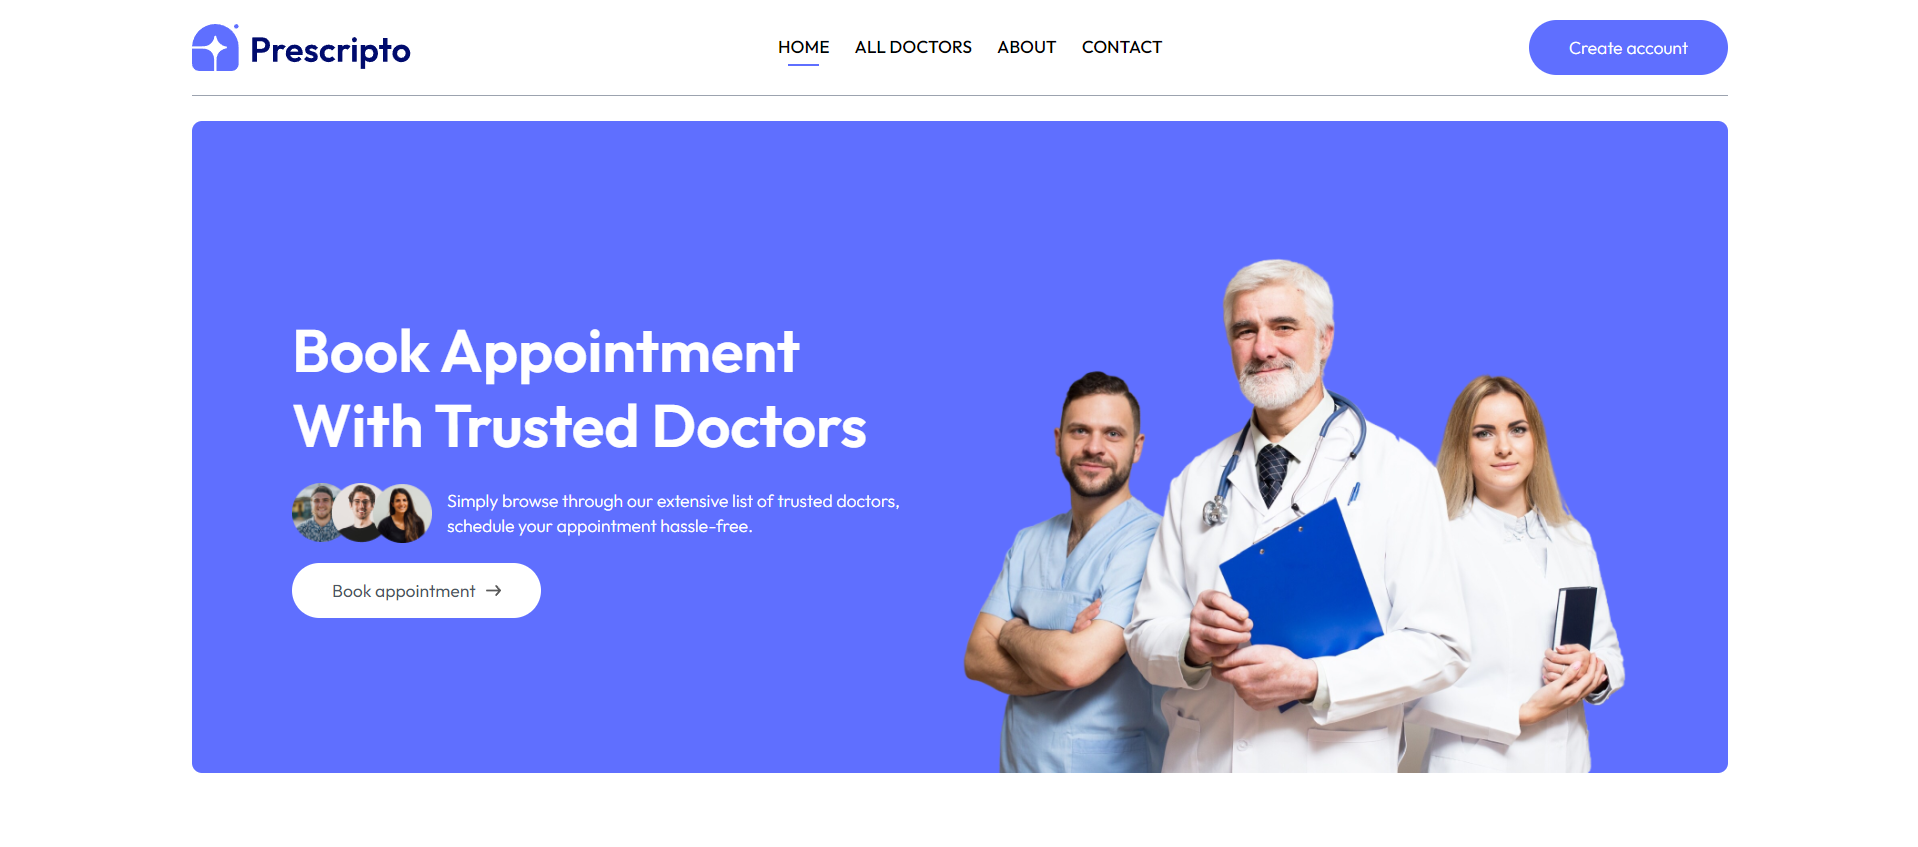 Prescripto
HOME
ALL DOCTORS
ABOUT
CONTACT
Create account
Book Appointment
With Trusted Doctors
Simply browse through our extensive list of trusted doctors,
schedule your appointment hassle-free.
Book appointment →